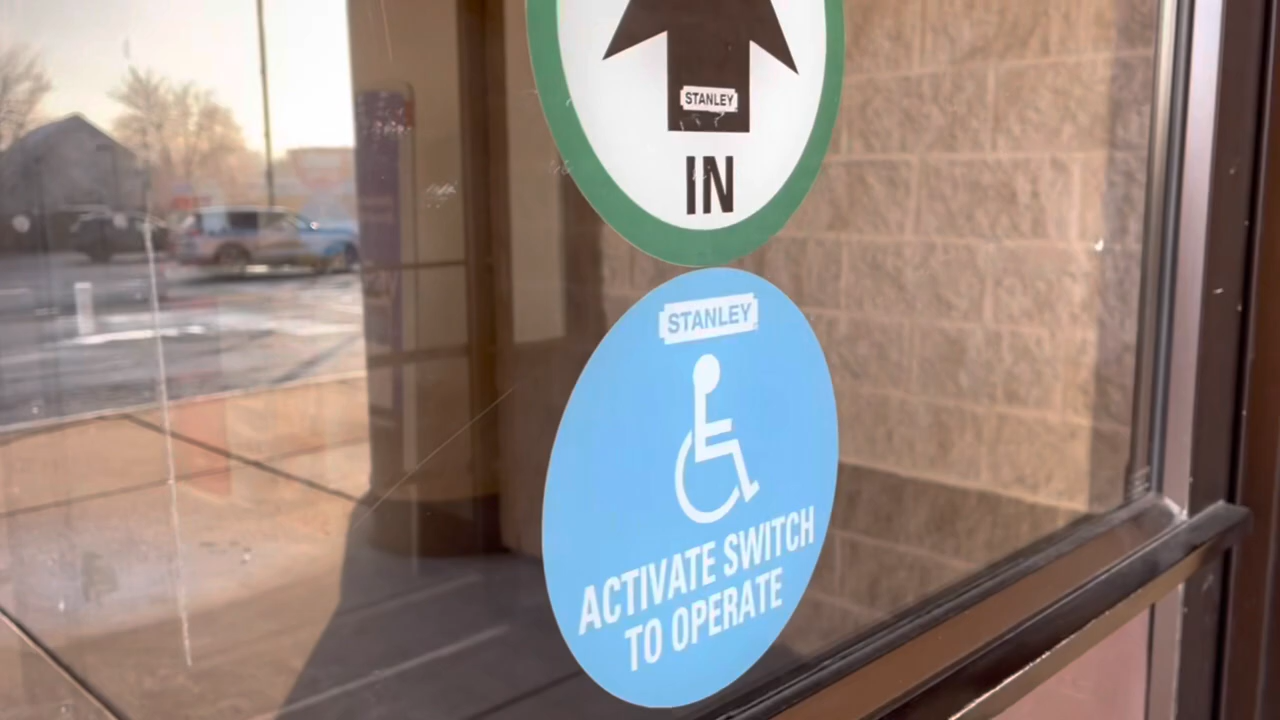 STANLEY
IN
STANLEY
ACTIVATE SWITCH
TO OPERATE